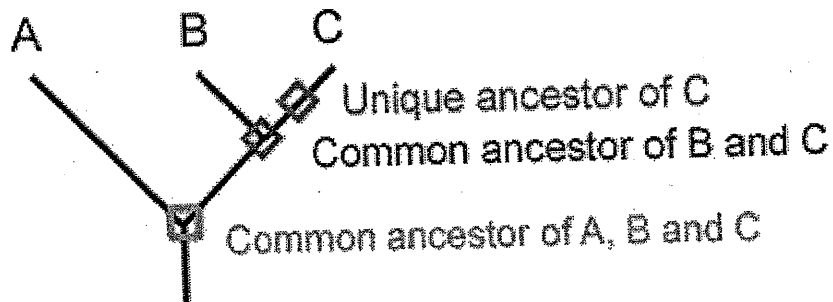 A B C
Unique ancestor of C
Common ancestor of B and C
Common ancestor of A, B and C